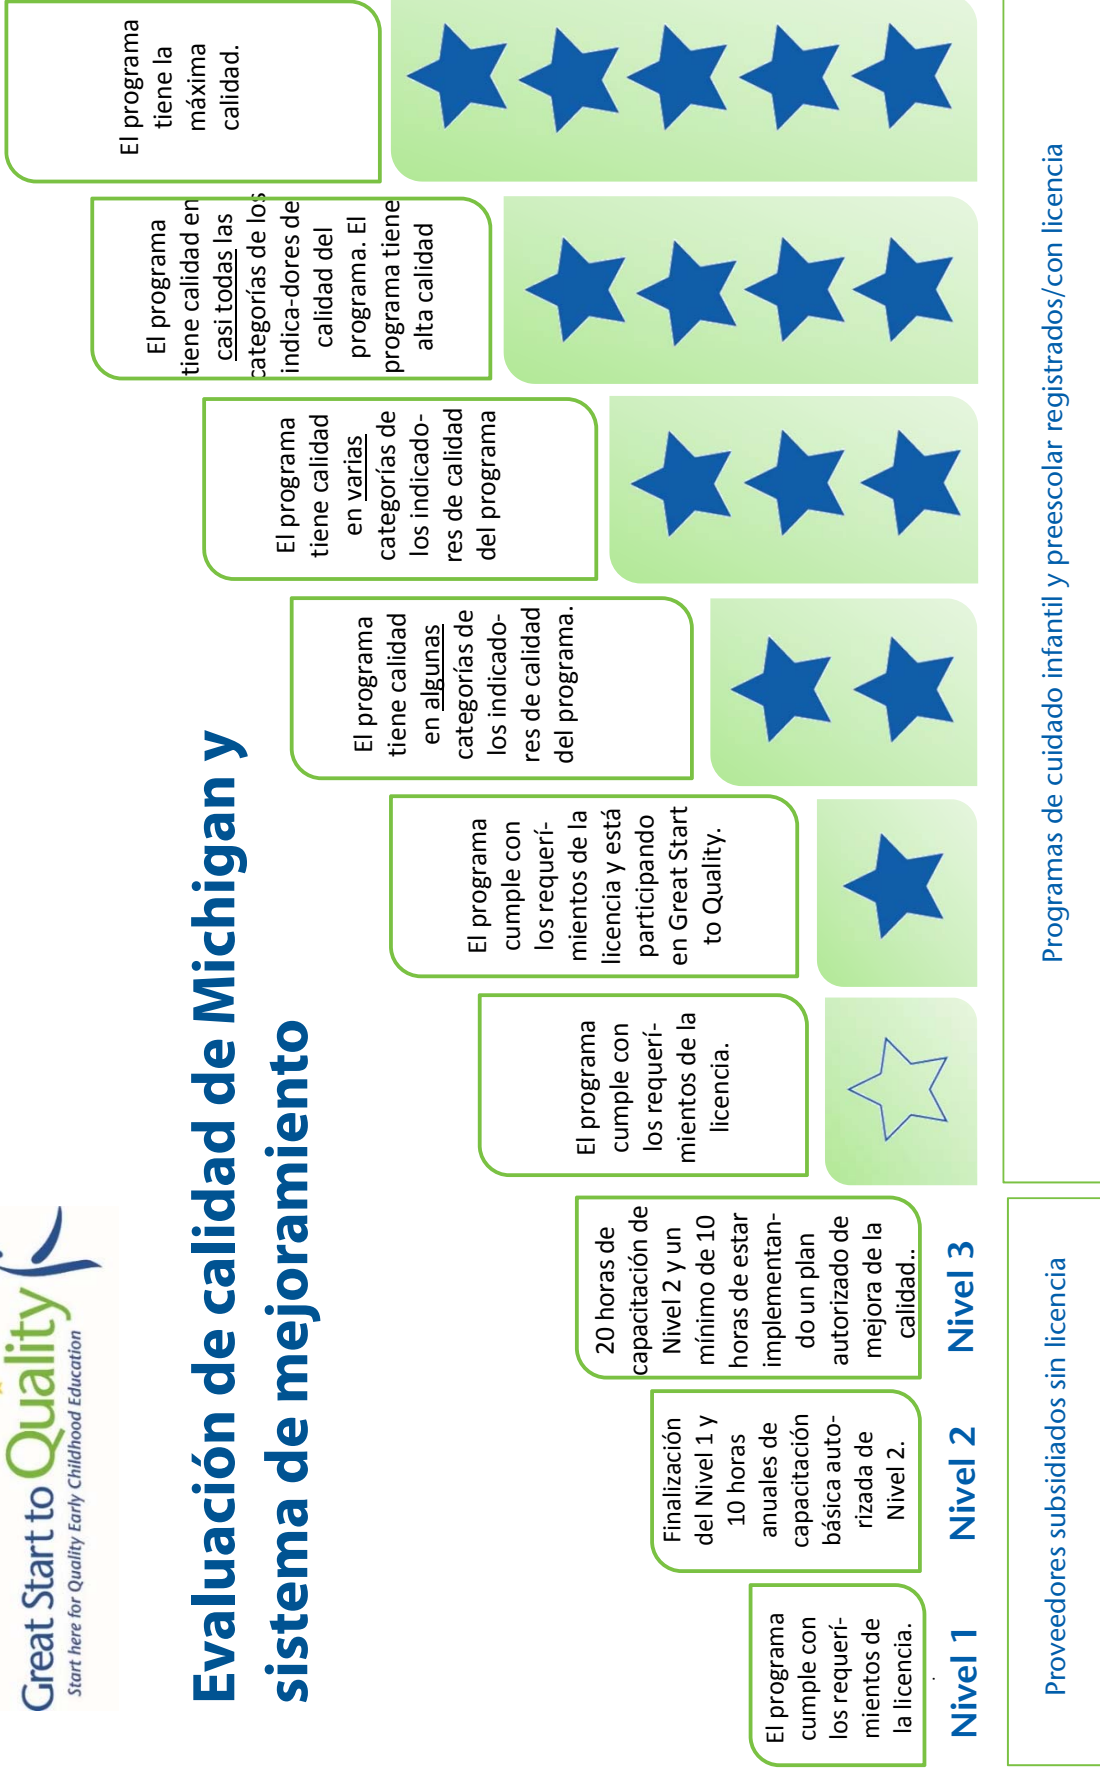 Great Start to Quality
Start here for Quality Early Childhood Education
Evaluación de calidad de Michigan y
sistema de mejoramiento
El programa
cumple con
los requerí-
mientos de
la licencia.
Nivel 1
Finalización
del Nivel 1 y
10 horas
anuales de
capacitación
básica auto-
rizada de
Nivel 2.
Nivel 2
20 horas de
capacitación de
Nivel 2 y un
mínimo de 10
horas de estar
implementan-
do un plan
autorizado de
mejora de la
calidad..
Nivel 3
El programa
cumple con
los requerí-
mientos de la
licencia.
El programa
cumple con
los requerí-
mientos de la
licencia y está
participando
en Great Start
to Quality.
El programa
tiene calidad
en algunas
categorías de
los indicado-
res de calidad
del programa.
El programa
tiene calidad
en varias
categorías de
los indicado-
res de calidad
del programa
El programa
tiene calidad en
casi todas las
categorías de los
indica-dores de
calidad del
programa. El
programa tiene
alta calidad
El programa
tiene la
máxima
calidad.
Proveedores subsidiados sin licencia
Programas de cuidado infantil y preescolar registrados/con licencia